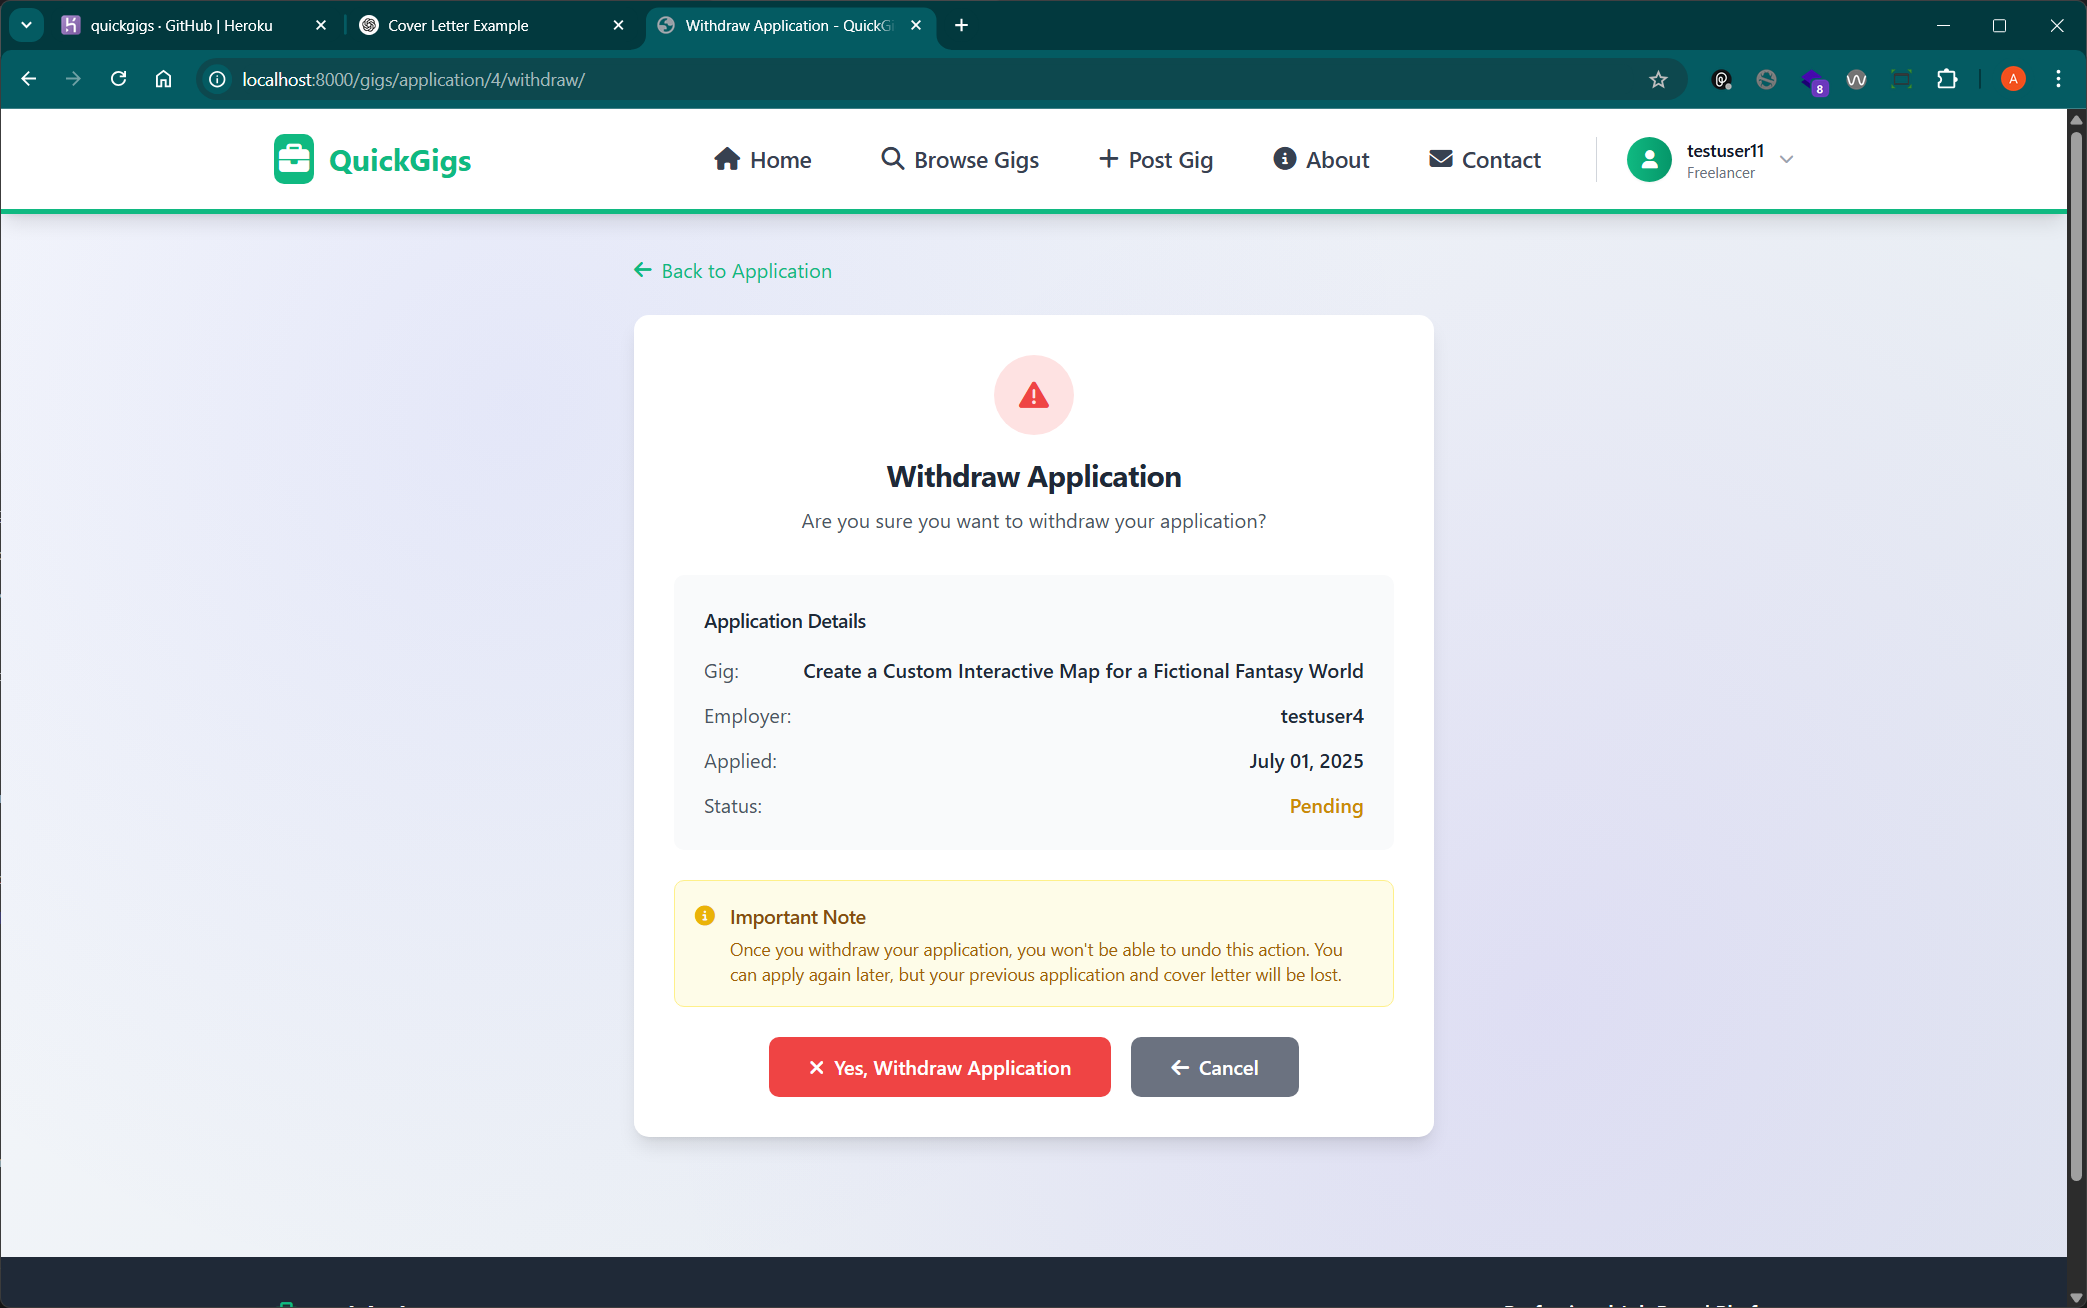 quickgigs · GitHub | Heroku
Cover Letter Example
Withdraw Application - QuickGi
localhost:8000/gigs/application/4/withdraw/
8
A
QuickGigs
Home
Browse Gigs
Post Gig
About
Contact
testuser11
Freelancer
Back to Application
Withdraw Application
Are you sure you want to withdraw your application?
Application Details
Gig: Create a Custom Interactive Map for a Fictional Fantasy World
Employer: testuser4
Applied: July 01, 2025
Status: Pending
Important Note
Once you withdraw your application, you won't be able to undo this action. You
can apply again later, but your previous application and cover letter will be lost.
Yes, Withdraw Application
Cancel